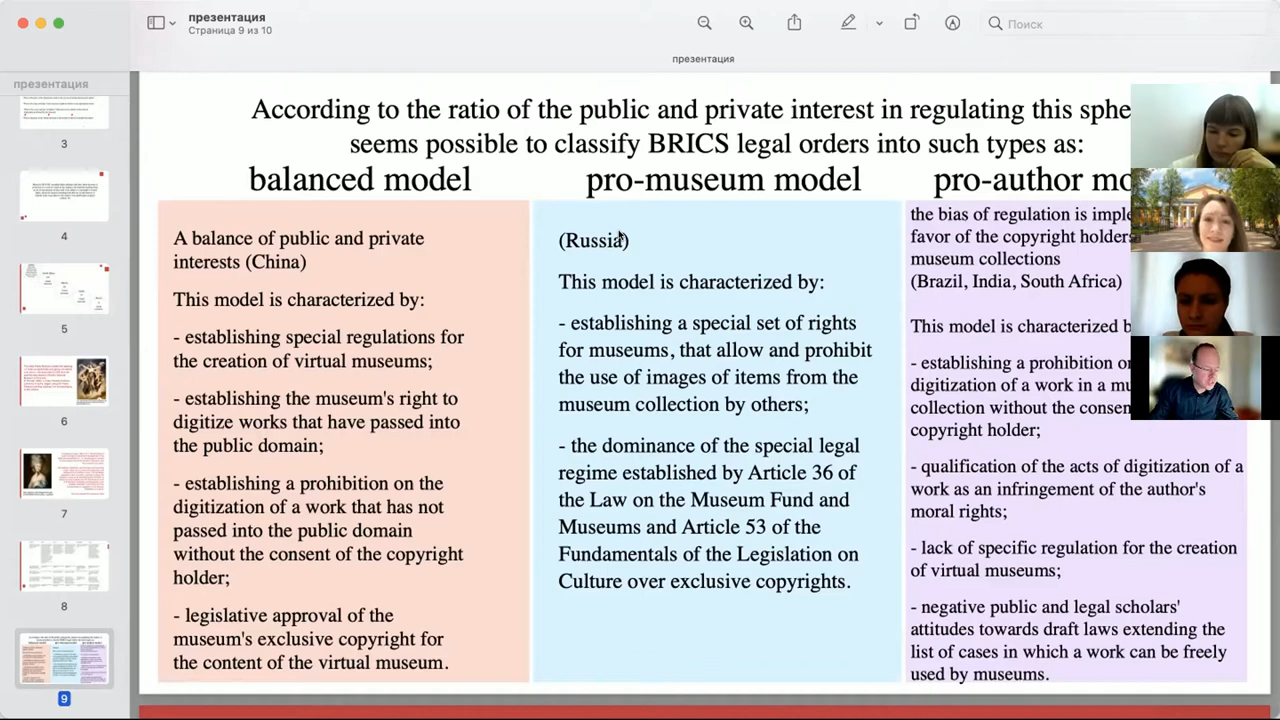 презентация
Страница 9 из 10
Поиск
презентация
презентация
3
4
5
6
7
8
9
According to the ratio of the public and private interest in regulating this
seems possible to classify BRICS legal orders into such types as:
balanced model
A balance of public and private
interests (China)
This model is characterized by:
- establishing special regulations for
the creation of virtual museums;
- establishing the museum's right to
digitize works that have passed into
the public domain;
- establishing a prohibition on the
digitization of a work that has not
passed into the public domain
without the consent of the copyright
holder;
- legislative approval of the
museum's exclusive copyright for
the content of the virtual museum.
pro-museum model
(Russia)
This model is characterized by:
- establishing a special set of rights
for museums, that allow and prohibit
the use of images of items from the
museum collection by others;
- the dominance of the special legal
regime established by Article 36 of
the Law on the Museum Fund and
Museums and Article 53 of the
Fundamentals of the Legislation on
Culture over exclusive copyrights.
pro-author
the bias of regulation is
favor of the copyright holders
museum collections
(Brazil, India, South Africa)
This model is characterized
- establishing a prohibition
digitization of a work in a
collection without the
copyright holder;
- qualification of the acts of digitization of a
work as an infringement of the author's
moral rights;
- lack of specific regulation for the creation
of virtual museums;
- negative public and legal scholars'
attitudes towards draft laws extending the
list of cases in which a work can be freely
used by museums.